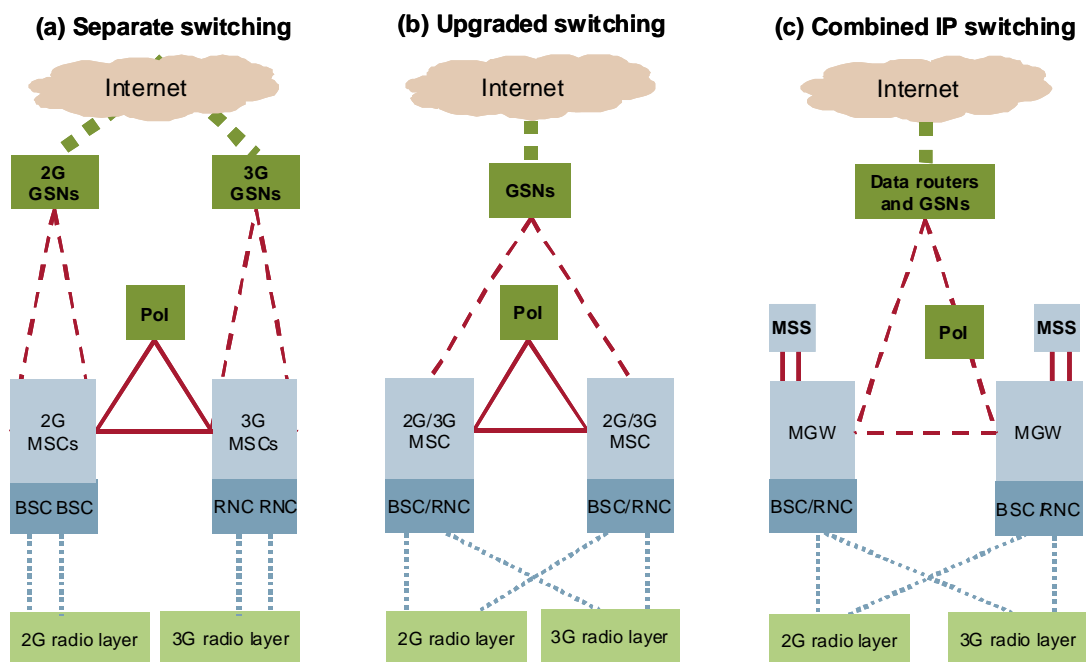 (a) Separate switching
Internet
2G
GSNs
3G
GSNs
PoI
2G
MSCs
3G
MSCs
BSC BSC
RNC RNC
2G radio layer
3G radio layer
(b) Upgraded switching
Internet
GSNs
PoI
2G/3G
MSC
2G/3G
MSC
BSC/RNC
BSC/RNC
2G radio layer
3G radio layer
(c) Combined IP switching
Internet
Data routers
and GSNs
MSS
PoI
MSS
MGW
MGW
BSC/RNC
BSC/RNC
2G radio layer
3G radio layer